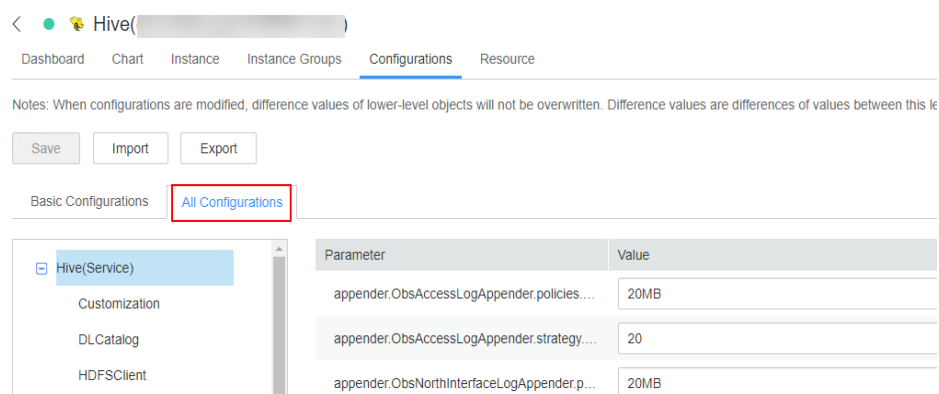 Hive( )
Dashboard Chart Instance Instance Groups Configurations Resource
Notes: When configurations are modified, difference values of lower-level objects will not be overwritten. Difference values are differences of values between this le
Save Import Export
Basic Configurations All Configurations
Parameter Value
Hive(Service)
appender.ObsAccessLogAppender.policies.... 20MB
Customization
appender.ObsAccessLogAppender.strategy.... 20
DLCatalog
HDFSClient
appender.ObsNorthInterfaceLogAppender.p... 20MB